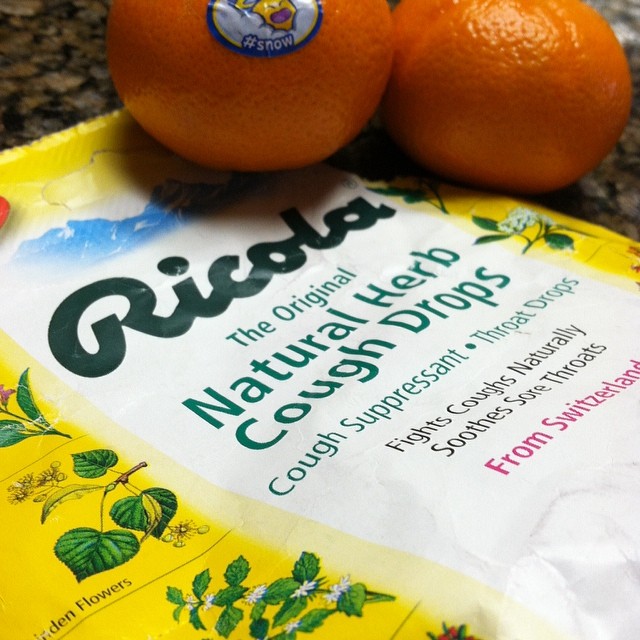 #snow
Ricola®
The Original
Natural Herb
Cough Drops
Cough Suppressant • Throat Drops
Fights Coughs Naturally
Soothes Sore Throats
From Switzerland
Flowers